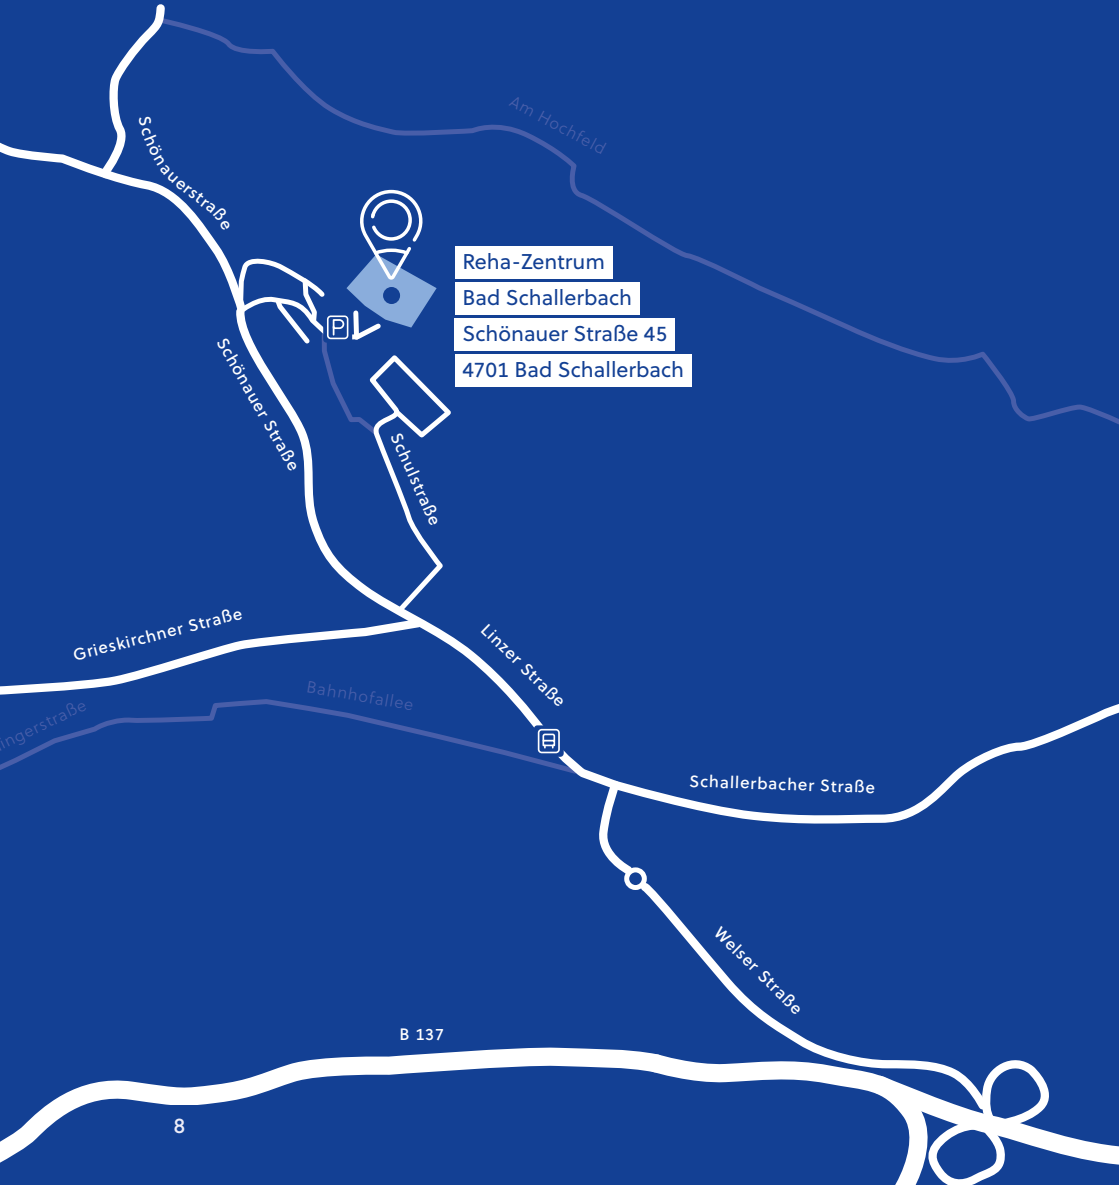 Am Hochfeld
Schönauerstraße
Reha-Zentrum
Bad Schallerbach
Schönauer Straße 45
4701 Bad Schallerbach
P
Schönauer Straße
Schulstraße
Grieskirchner Straße
Linzer Straße
Bahnhofallee
Schallerbacher Straße
Welser Straße
B 137
8